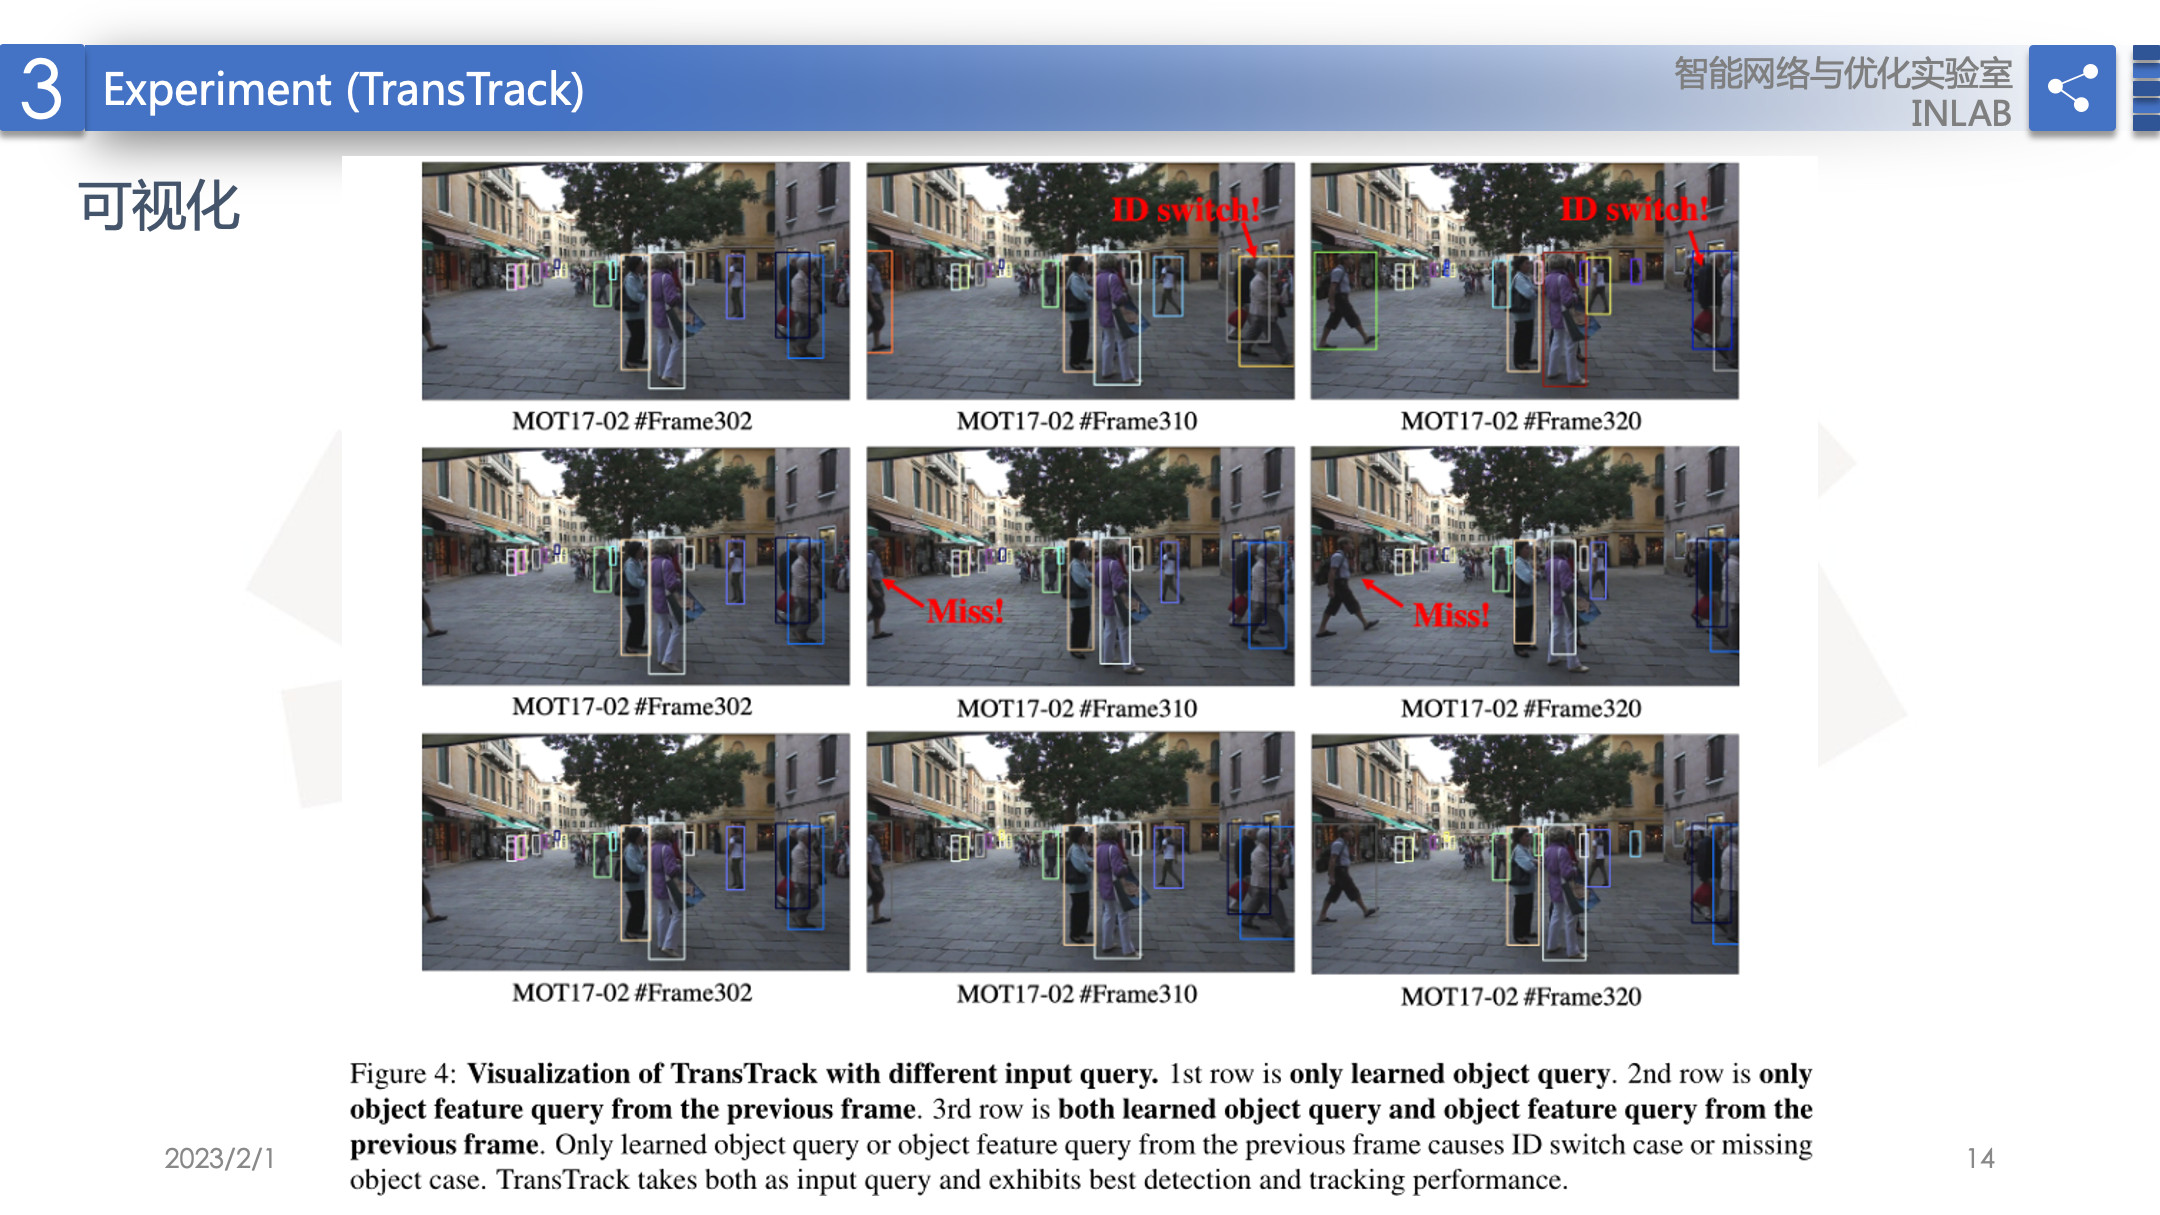 3
Experiment (TransTrack)
智能网络与优化实验室
INLAB
可视化
ID switch!
ID switch!
MOT17-02 #Frame302
MOT17-02 #Frame310
MOT17-02 #Frame320
Miss!
Miss!
MOT17-02 #Frame302
MOT17-02 #Frame310
MOT17-02 #Frame320
MOT17-02 #Frame302
MOT17-02 #Frame310
MOT17-02 #Frame320
Figure 4: Visualization of TransTrack with different input query. 1st row is only learned object query. 2nd row is only
object feature query from the previous frame. 3rd row is both learned object query and object feature query from the
previous frame. Only learned object query or object feature query from the previous frame causes ID switch case or missing
object case. TransTrack takes both as input query and exhibits best detection and tracking performance.
2023/2/1
14